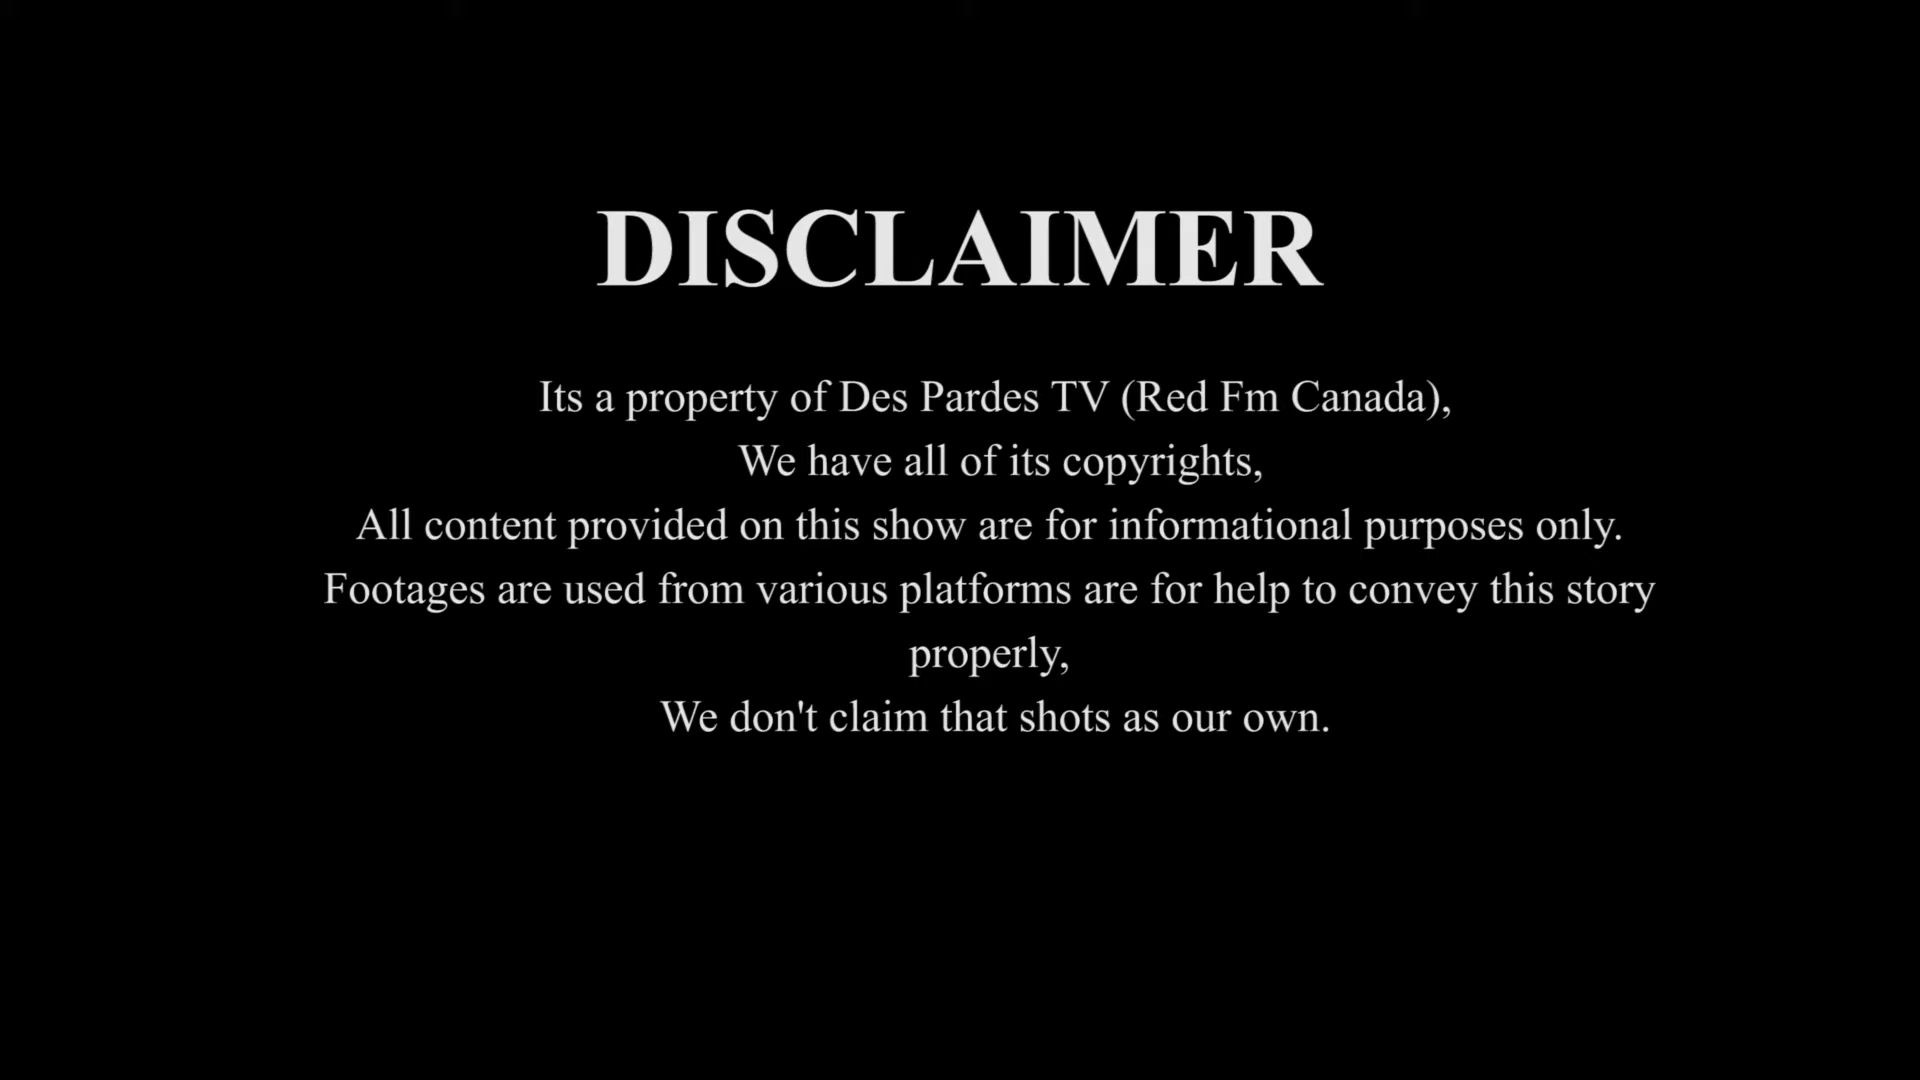 DISCLAIMER
Its a property of Des Pardes TV (Red Fm Canada),
We have all of its copyrights,
All content provided on this show are for informational purposes only.
Footages are used from various platforms are for help to convey this story
properly,
We don't claim that shots as our own.